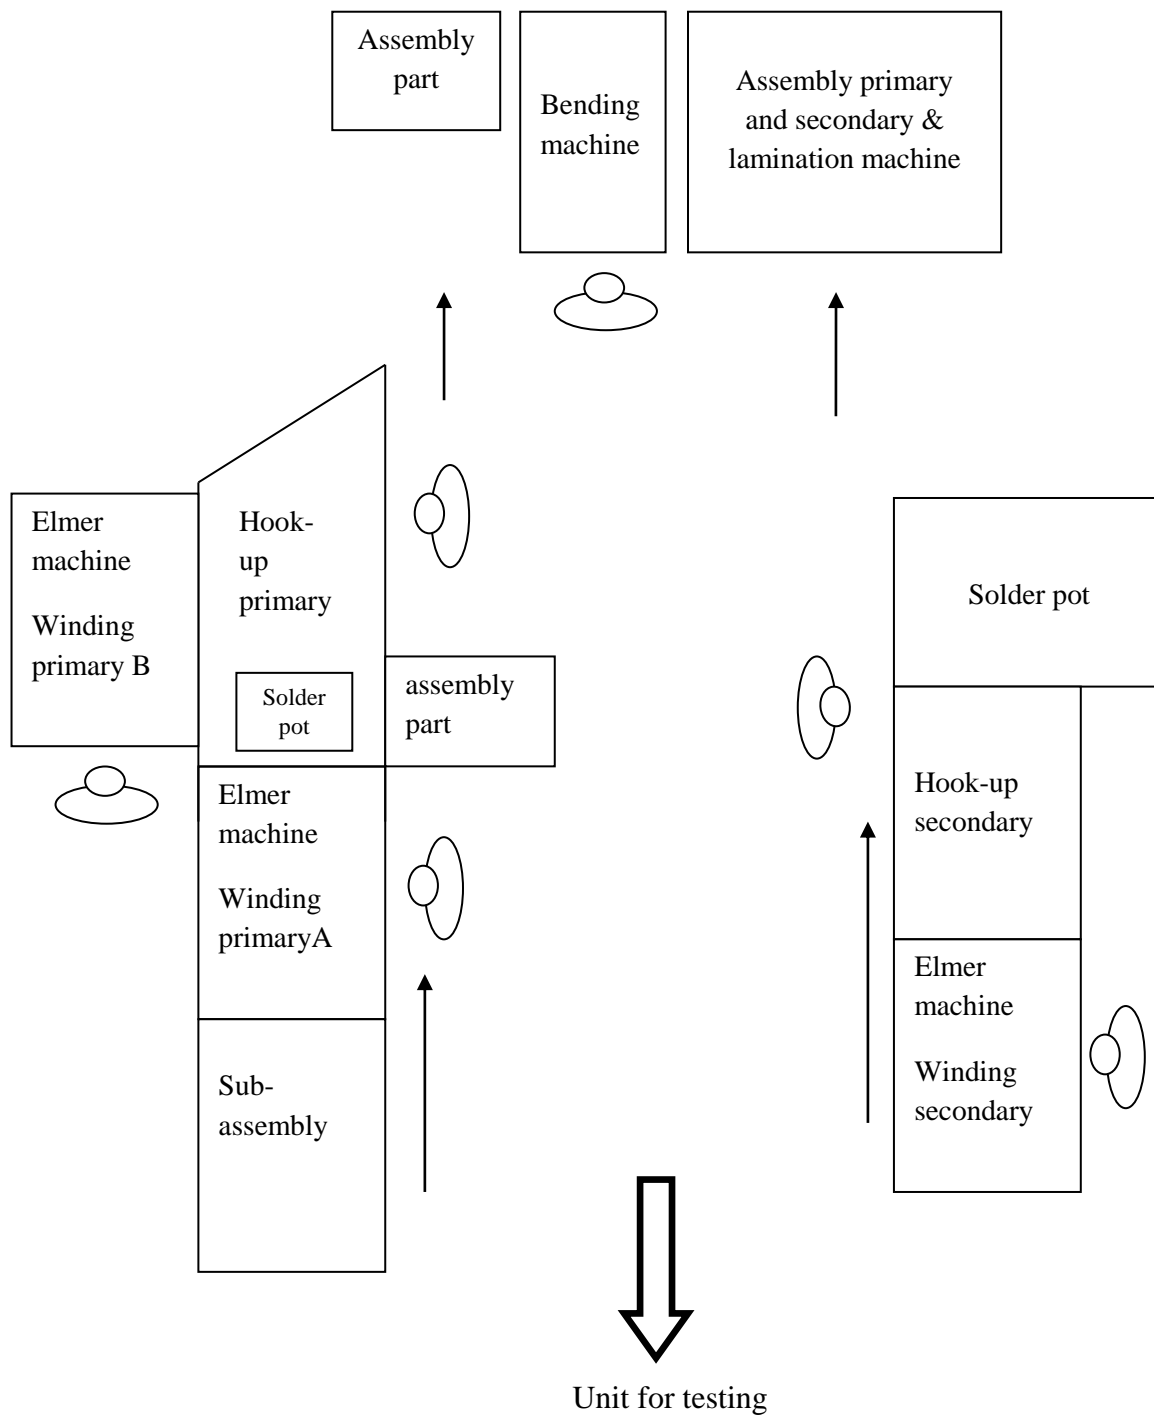 Assembly
part
Bending
machine
Assembly primary
and secondary &
lamination machine
Elmer
machine
Winding
primary B
Hook-
up
primary
Solder
pot
assembly
part
Elmer
machine
Winding
primaryA
Sub-
assembly
Solder pot
Hook-up
secondary
Elmer
machine
Winding
secondary
Unit for testing